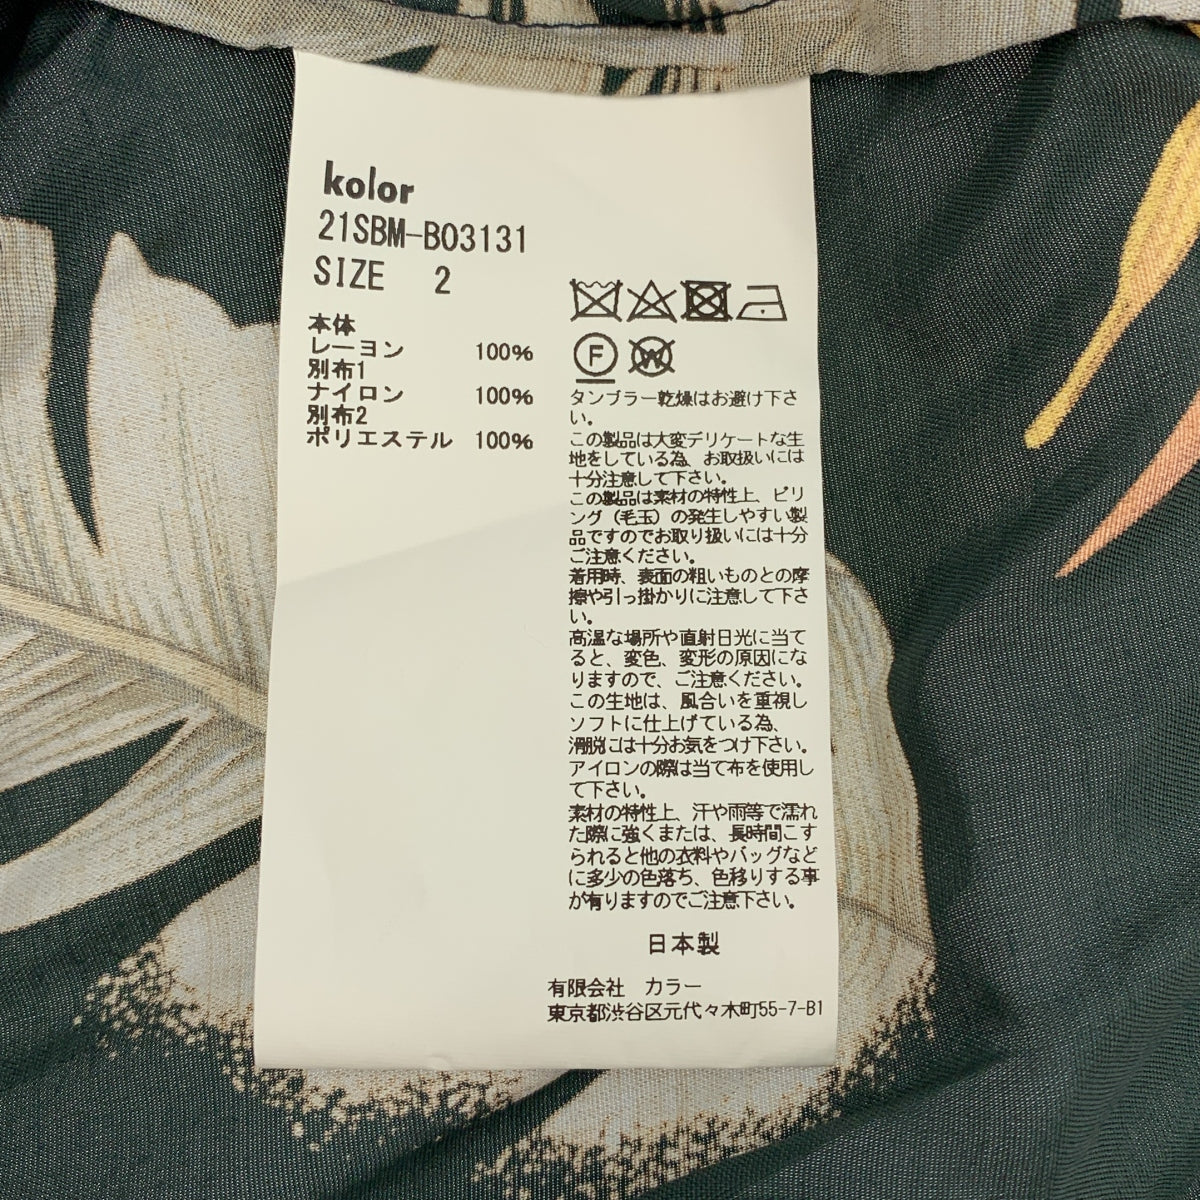 kolor
21SBM-B03131
SIZE 2
本体
レーヨン 100%
別布1
ナイロン 100%
別布2
ポリエステル 100%
F
W
タンブラー乾燥はお避け下さ
い。
この製品は大変デリケートな生
地をしている為、お取扱いには
十分注意して下さい。
この製品は素材の特性上、ピリ
ング（毛玉）の発生しやすい製
品ですのでお取り扱いには十分
ご注意ください。
着用時、表面の粗いものとの摩
擦や引っ掛かりに注意して下さ
い。
高温な場所や直射日光に当て
ると、変色、変形の原因にな
りますので、ご注意ください。
この生地は、風合いを重視し
ソフトに仕上げている為、
滑脱には十分お気をつけ下さい。
アイロンの際は当て布を使用し
て下さい。
素材の特性上、汗や雨等で濡れ
た際に強くまたは、長時間こす
られると他の衣料やバッグなど
に多少の色落ち、色移りする事
が有りますのでご注意下さい。
日本製
有限会社 カラー
東京都渋谷区元代々木町55-7-B1